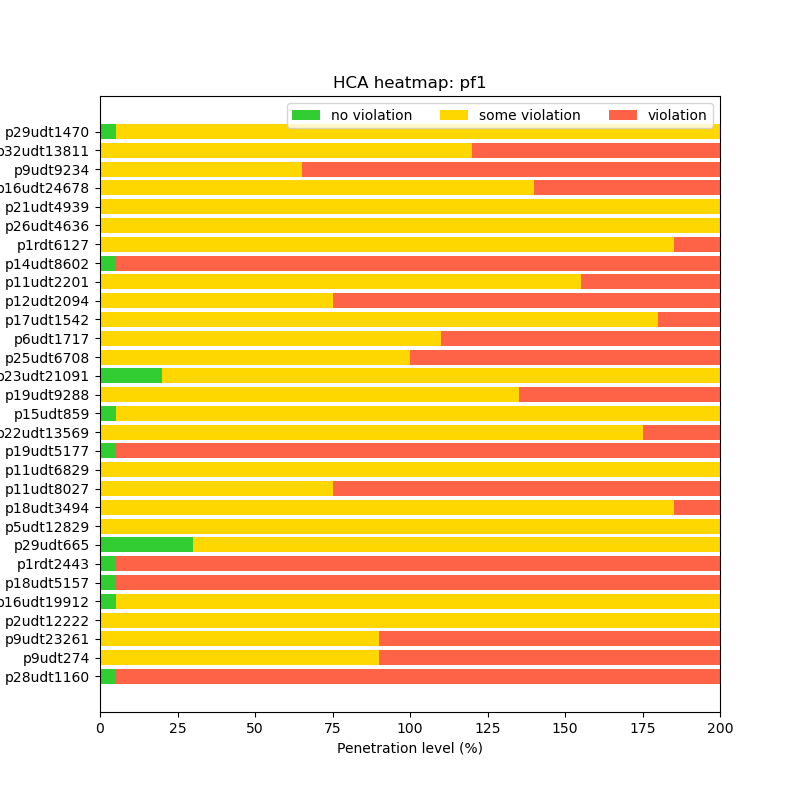 HCA heatmap: pf1
no violation some violation violation
p29udt1470
p32udt13811
p9udt9234
p16udt24678
p21udt4939
p26udt4636
p1rdt6127
p14udt8602
p11udt2201
p12udt2094
p17udt1542
p6udt1717
p25udt6708
p23udt21091
p19udt9288
p15udt859
p22udt13569
p19udt5177
p11udt6829
p11udt8027
p18udt3494
p5udt12829
p29udt665
p1rdt2443
p18udt5157
p16udt19912
p2udt12222
p9udt23261
p9udt274
p28udt1160
0 25 50 75 100 125 150 175 200
Penetration level (%)